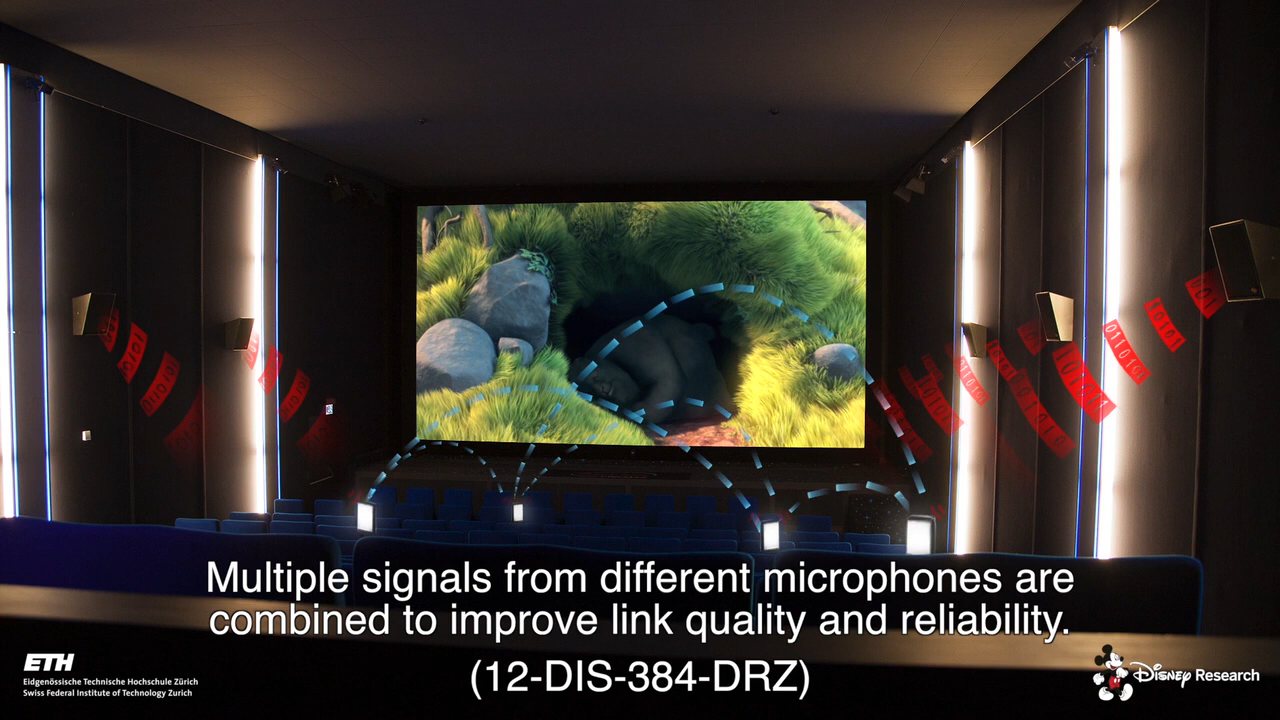 Multiple signals from different microphones are
combined to improve link quality and reliability.
(12-DIS-384-DRZ)
ETH
Eidgenössische Technische Hochschule Zürich
Swiss Federal Institute of Technology Zurich
Disney Research